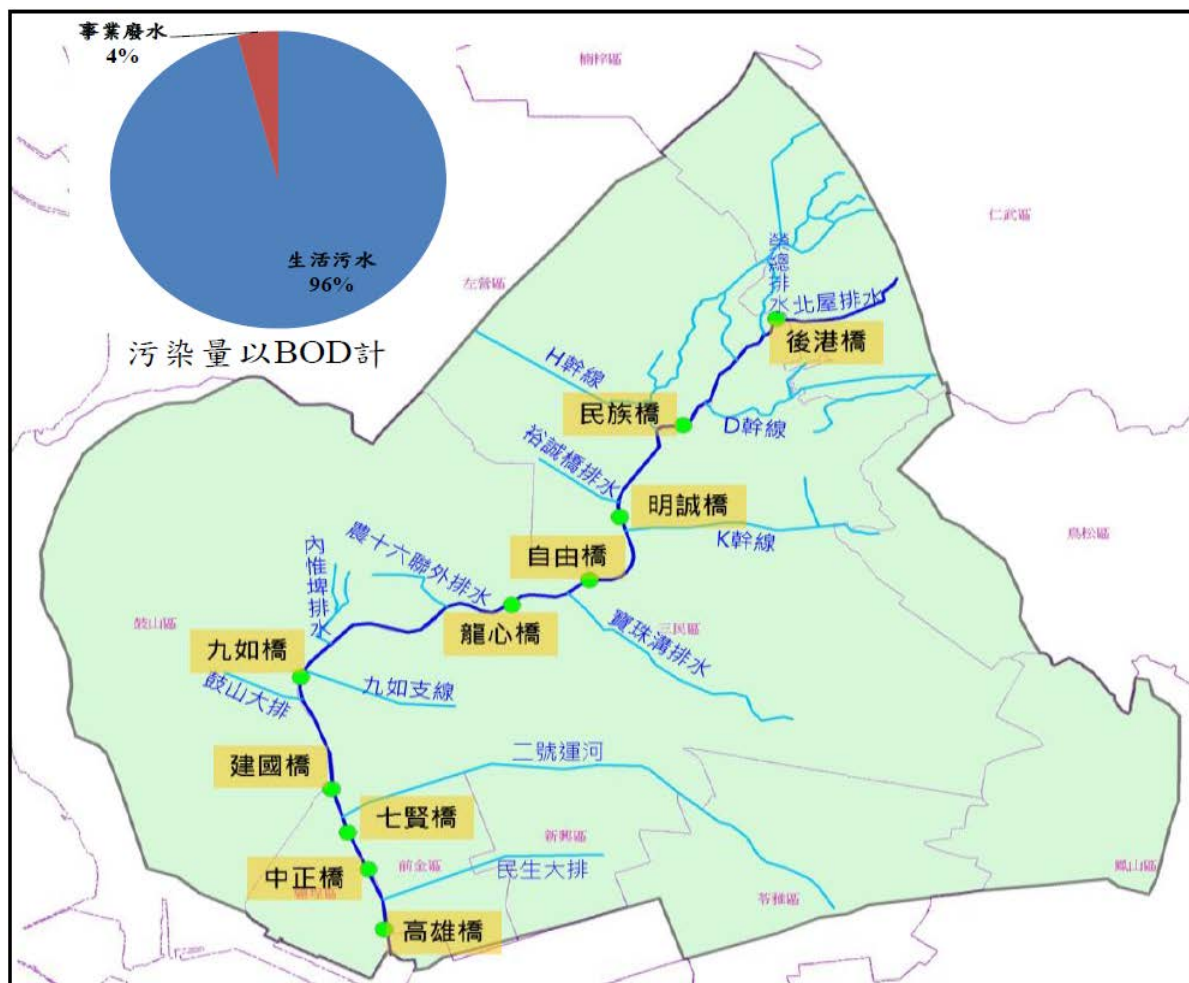 事業廢水
4%
生活污水
96%
污染量以BOD計
楠梓區
仁武區
左營區
榮總排水
北屋排水
後港橋
H幹線
民族橋
D幹線
裕誠橋排水
明誠橋
K幹線
鳥松區
自由橋
農十六聯外排水
內惟埤排水
龍心橋
寶珠溝排水
三民區
鼓山區
九如橋
鼓山大排
九如支線
建國橋
二號運河
七賢橋
新興區
前金區
中正橋
民生大排
鳳山區
苓雅區
高雄橋